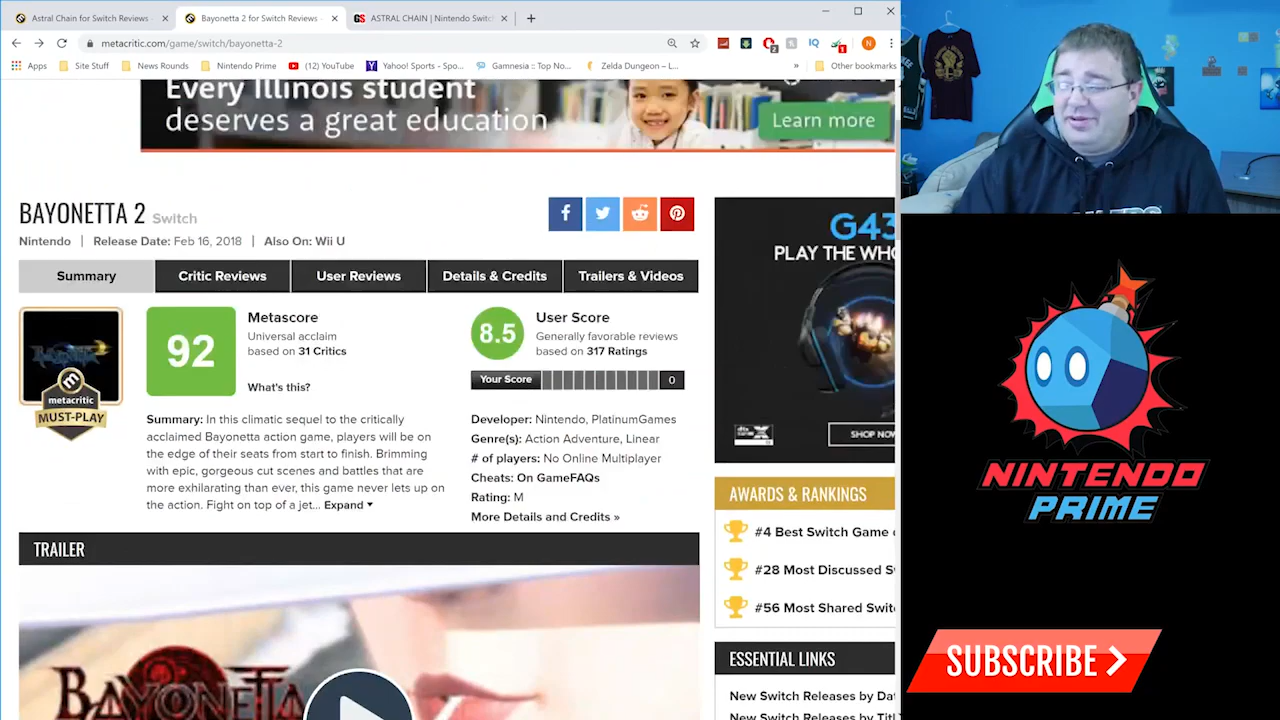 Astral Chain for Switch Reviews
Bayonetta 2 for Switch Reviews
GS ASTRAL CHAIN | Nintendo Switc
metacritic.com/game/switch/bayonetta-2
Apps Site Stuff News Rounds Nintendo Prime (12) YouTube Yahoo! Sports - Spo... Gamnesia :: Top No... Zelda Dungeon – L... » Other bookmarks
Every Illinois student
deserves a great education
Learn more
BAYONETTA 2 Switch
Nintendo | Release Date: Feb 16, 2018 | Also On: Wii U
Summary Critic Reviews User Reviews Details & Credits Trailers & Videos
92
Metascore
Universal acclaim
based on 31 Critics
What's this?
8.5
User Score
Generally favorable reviews
based on 317 Ratings
Your Score 0
metacritic
MUST-PLAY
Summary: In this climatic sequel to the critically
acclaimed Bayonetta action game, players will be on
the edge of their seats from start to finish. Brimming
with epic, gorgeous cut scenes and battles that are
more exhilarating than ever, this game never lets up on
the action. Fight on top of a jet... Expand
Developer: Nintendo, PlatinumGames
Genre(s): Action Adventure, Linear
# of players: No Online Multiplayer
Cheats: On GameFAQs
Rating: M
More Details and Credits »
TRAILER
BAYONETTA
G43
PLAY THE WHO
SHOP NOW
AWARDS & RANKINGS
#4 Best Switch Game
#28 Most Discussed Sw
#56 Most Shared Swit
ESSENTIAL LINKS
New Switch Releases by Dat
New Switch Releases by Titl
NINTENDO
PRIME
SUBSCRIBE